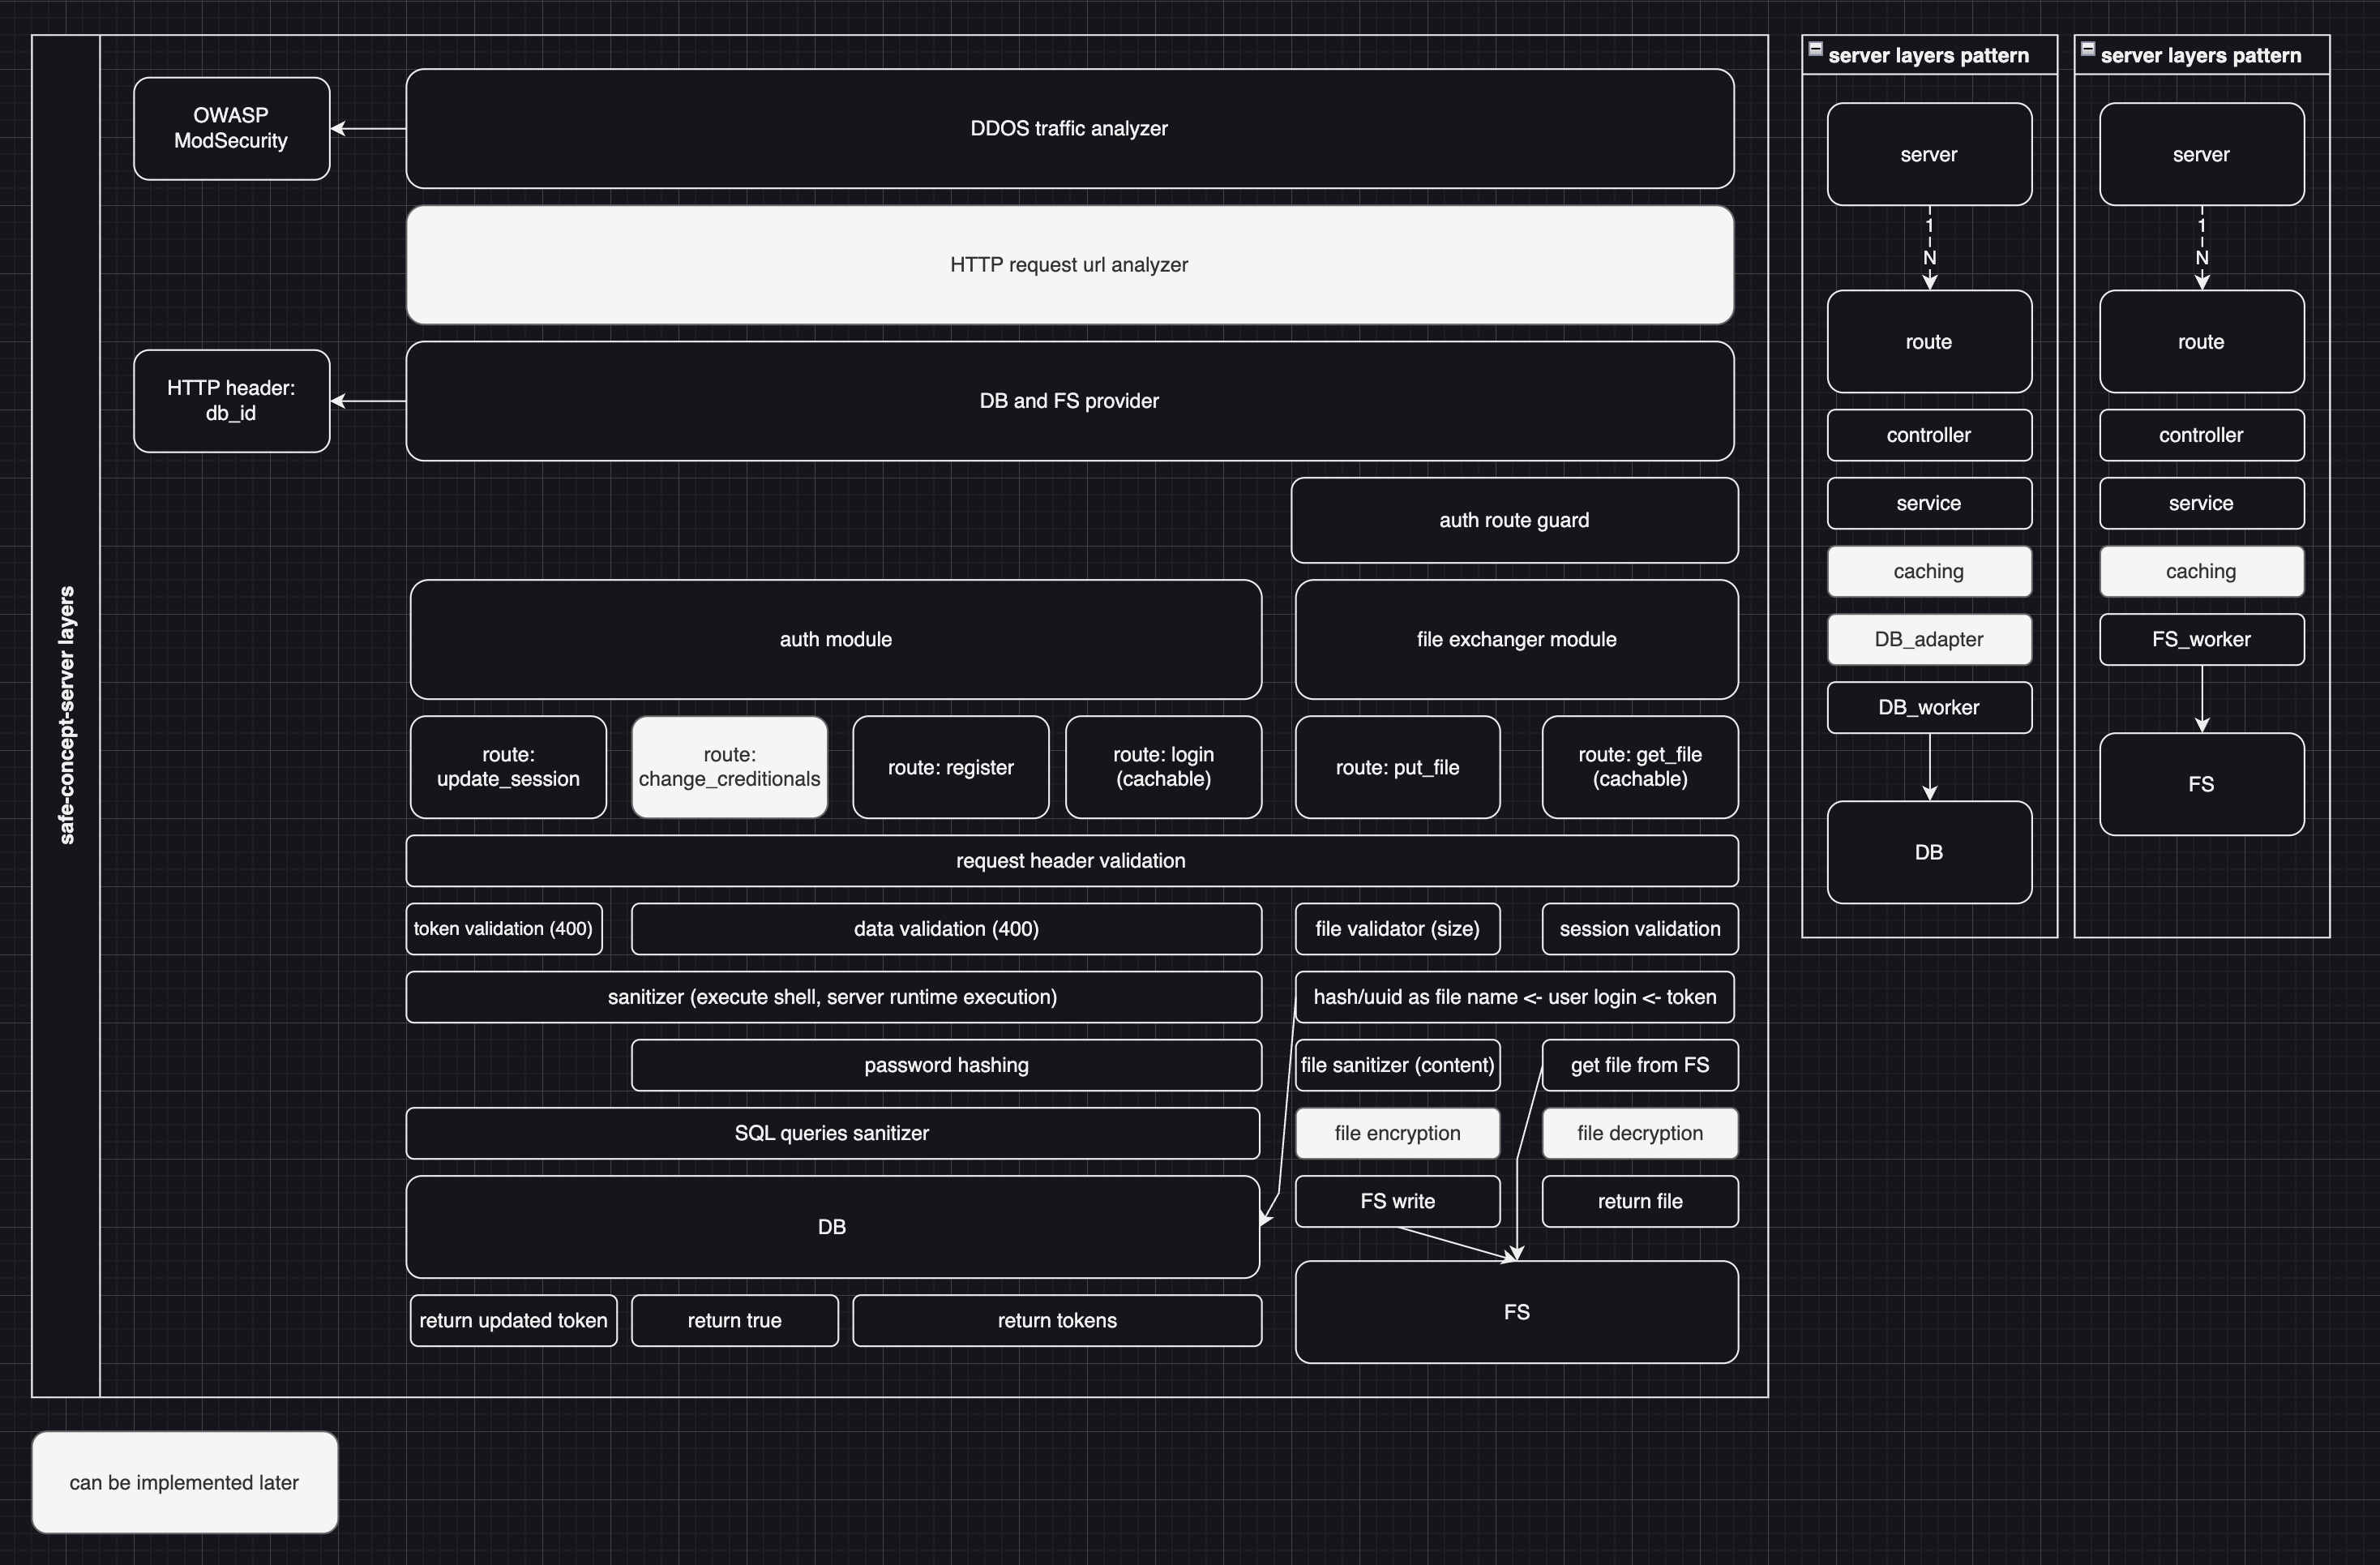 safe-concept-server layers
OWASP
ModSecurity
DDOS traffic analyzer
HTTP request url analyzer
HTTP header:
db_id
DB and FS provider
auth route guard
auth module
file exchanger module
route:
update_session
route:
change_creditionals
route: register
route: login
(cachable)
route: put_file
route: get_file
(cachable)
request header validation
token validation (400)
data validation (400)
file validator (size)
session validation
sanitizer (execute shell, server runtime execution)
hash/uuid as file name <- user login <- token
password hashing
file sanitizer (content)
get file from FS
SQL queries sanitizer
file encryption
file decryption
DB
FS write
return file
return updated token
return true
return tokens
FS
can be implemented later
server layers pattern
server
1
N
route
controller
service
caching
DB_adapter
DB_worker
DB
server layers pattern
server
1
N
route
controller
service
caching
FS_worker
FS